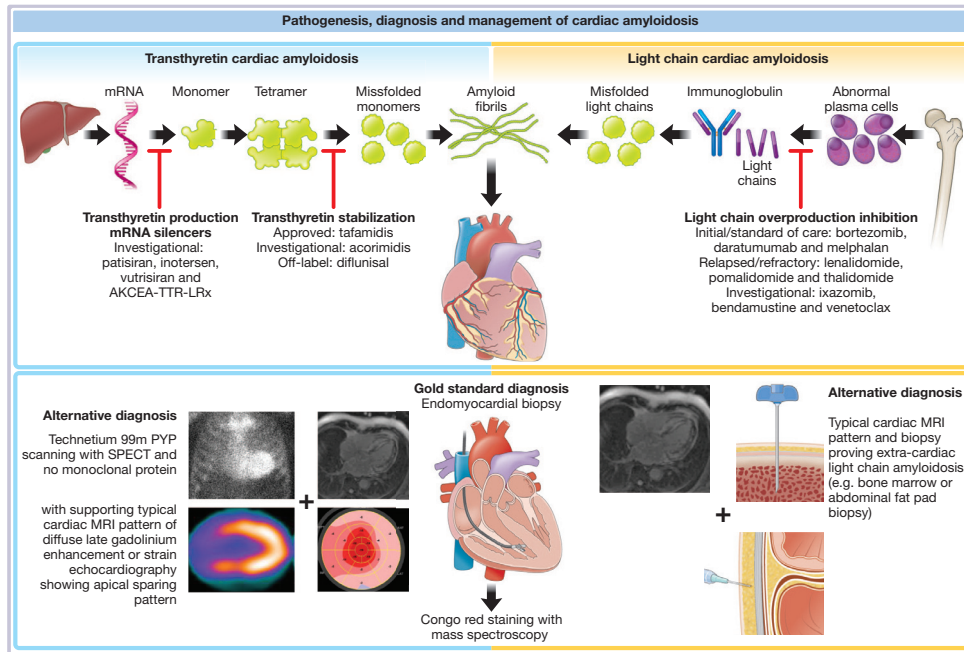 Pathogenesis, diagnosis and management of cardiac amyloidosis
Transthyretin cardiac amyloidosis
Light chain cardiac amyloidosis
mRNA
Monomer
Tetramer
Missfolded
monomers
Amyloid
fibrils
Misfolded
light chains
Immunoglobulin
Abnormal
plasma cells
Light
chains
Transthyretin production
mRNA silencers
Investigational:
patisiran, inotersen,
vutrisiran and
AKCEA-TTR-LRx
Transthyretin stabilization
Approved: tafamidis
Investigational: acorimidis
Off-label: diflunisal
Light chain overproduction inhibition
Initial/standard of care: bortezomib,
daratumumab and melphalan
Relapsed/refractory: lenalidomide,
pomalidomide and thalidomide
Investigational: ixazomib,
bendamustine and venetoclax
Alternative diagnosis
Technetium 99m PYP
scanning with SPECT and
no monoclonal protein
+
with supporting typical
cardiac MRI pattern of
diffuse late gadolinium
enhancement or strain
echocardiography
showing apical sparing
pattern
Gold standard diagnosis
Endomyocardial biopsy
Congo red staining with
mass spectroscopy
Alternative diagnosis
Typical cardiac MRI
pattern and biopsy
proving extra-cardiac
light chain amyloidosis
(e.g. bone marrow or
abdominal fat pad
biopsy)
+